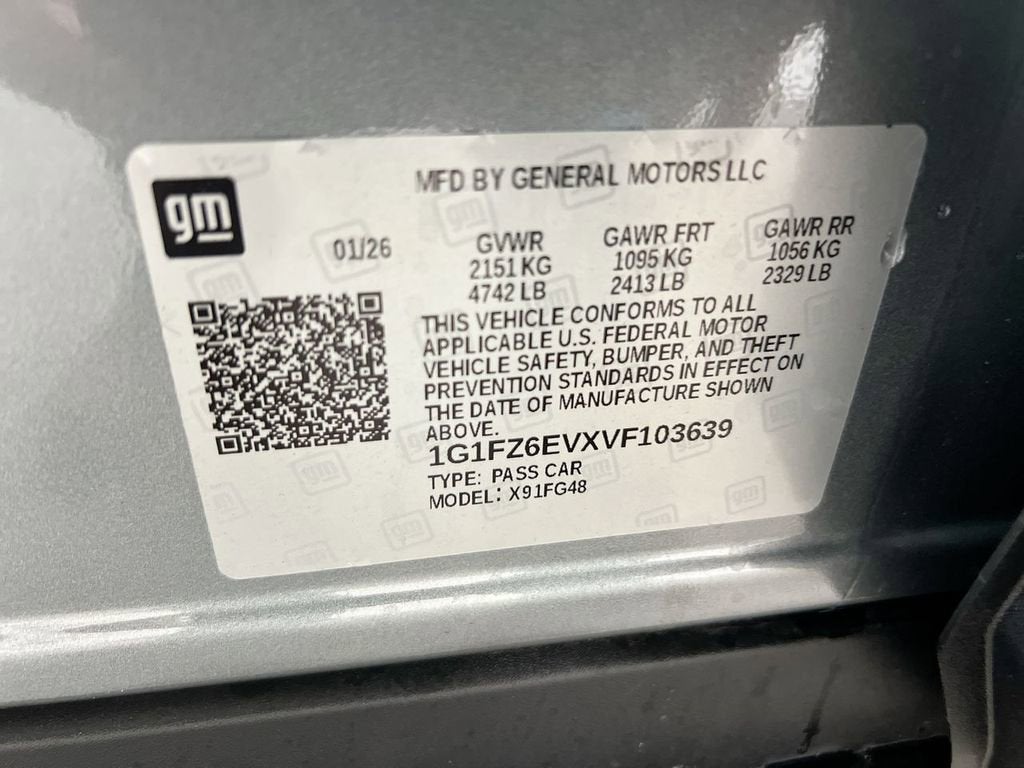 gm
MFD BY GENERAL MOTORS LLC
01/26
GVWR
2151 KG
4742 LB
GAWR FRT
1095 KG
2413 LB
GAWR RR
1056 KG
2329 LB
THIS VEHICLE CONFORMS TO ALL
APPLICABLE U.S. FEDERAL MOTOR
VEHICLE SAFETY, BUMPER, AND THEFT
PREVENTION STANDARDS IN EFFECT ON
THE DATE OF MANUFACTURE SHOWN
ABOVE.
1G1FZ6EVXVF103639
TYPE: PASS CAR
MODEL: X91FG48